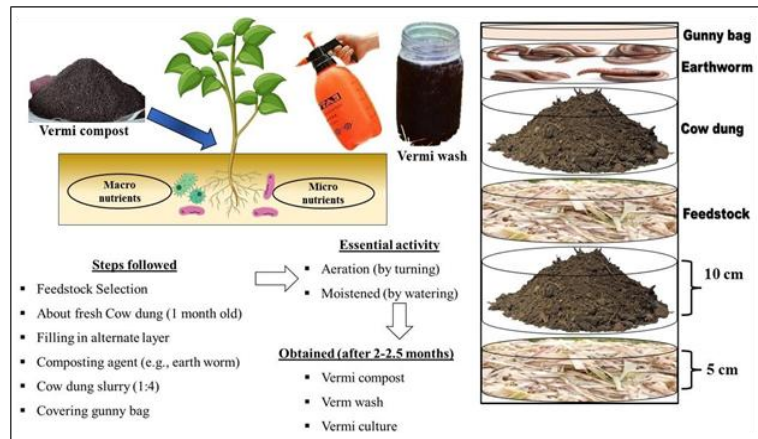 Vermi compost
Vermi wash
Macro
nutrients
Micro
nutrients
Steps followed
▪ Feedstock Selection
▪ About fresh Cow dung (1 month old)
▪ Filling in alternate layer
▪ Composting agent (e.g., earth worm)
▪ Cow dung slurry (1:4)
▪ Covering gunny bag
Essential activity
▪ Aeration (by turning)
▪ Moistened (by watering)
Obtained (after 2-2.5 months)
▪ Vermi compost
▪ Verm wash
▪ Vermi culture
Gunny bag
Earthworm
Cow dung
Feedstock
10 cm
5 cm